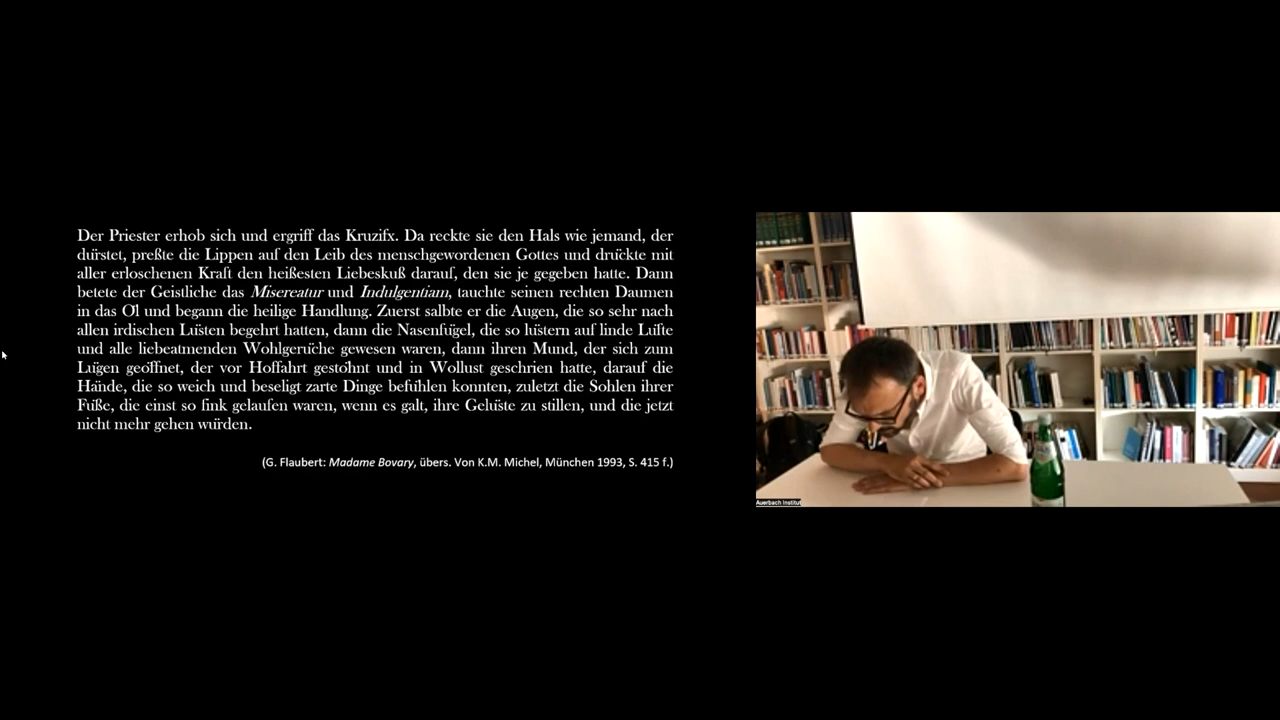 Der Priester erhob sich und ergriff das Kruzifx. Da reckte sie den Hals wie jemand, der
dürstet, preßte die Lippen auf den Leib des menschgewordenen Gottes und drückte mit
aller erloschenen Kraft den heißesten Liebeskuß darauf, den sie je gegeben hatte. Dann
betete der Geistliche das Misereatur und Indulgentiam, tauchte seinen rechten Daumen
in das Öl und begann die heilige Handlung. Zuerst salbte er die Augen, die so sehr nach
allen irdischen Lüsten begehrt hatten, dann die Nasenfügel, die so lüstern auf linde Lüfte
und alle liebeatmenden Wohlgerüche gewesen waren, dann ihren Mund, der sich zum
Lügen geöffnet, der vor Hoffahrt gestöhnt und in Wollust geschrien hatte, darauf die
Hände, die so weich und beseligt zarte Dinge befühlen konnten, zuletzt die Sohlen ihrer
Füße, die einst so fink gelaufen waren, wenn es galt, ihre Gelüste zu stillen, und die jetzt
nicht mehr gehen würden.
(G. Flaubert: Madame Bovary, übers. Von K.M. Michel, München 1993, S. 415 f.)
Auerbach Institut